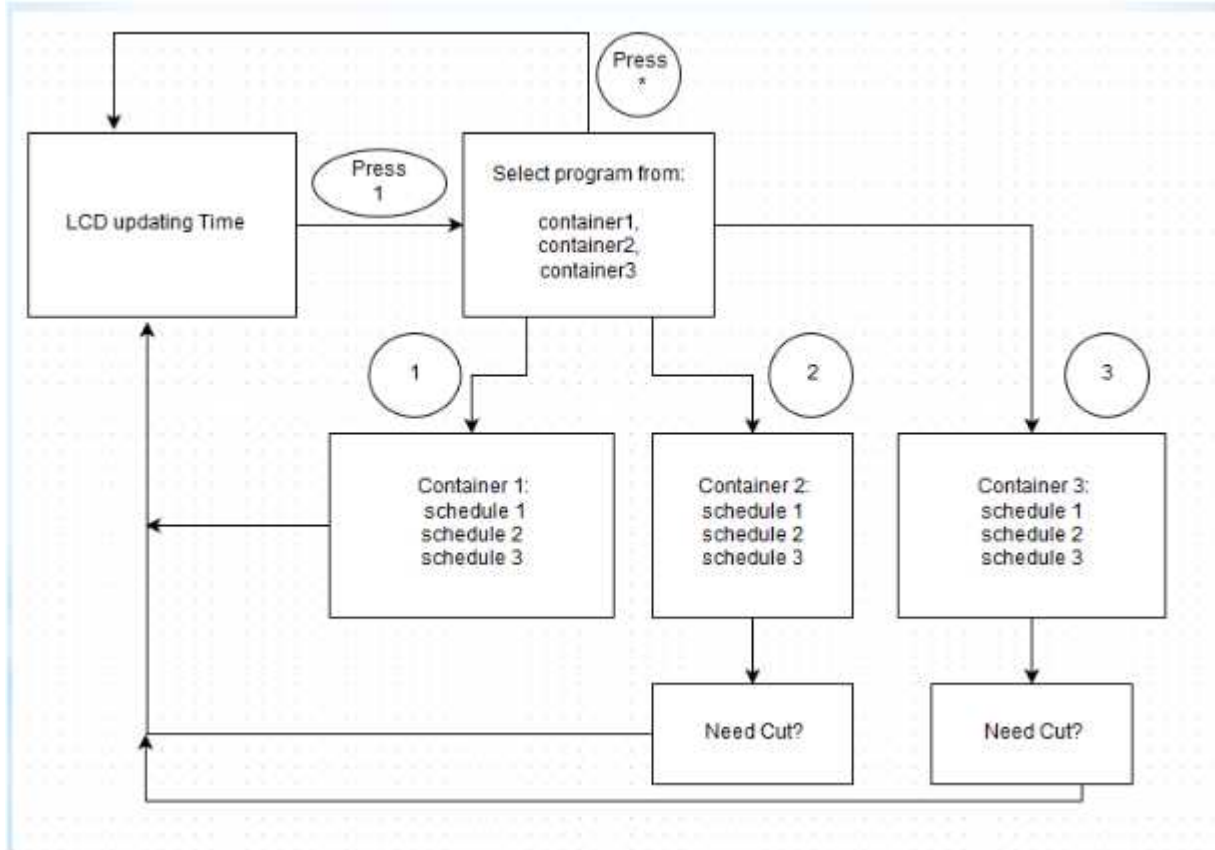 Press
*
LCD updating Time
Press
1
Select program from:
container1,
container2,
container3
1
2
3
Container 1:
schedule 1
schedule 2
schedule 3
Container 2:
schedule 1
schedule 2
schedule 3
Container 3:
schedule 1
schedule 2
schedule 3
Need Cut?
Need Cut?